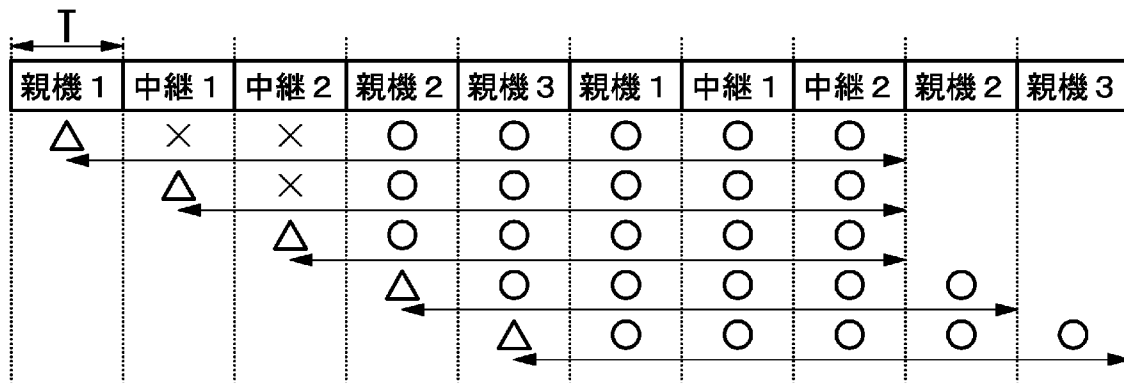 T
親機1 中継1 中継2 親機2 親機3 親機1 中継1 中継2 親機2 親機3
△ × × ○ ○ ○ ○ ○
△ × ○ ○ ○ ○ ○
△ ○ ○ ○ ○ ○
△ ○ ○ ○ ○ ○
△ ○ ○ ○ ○ ○